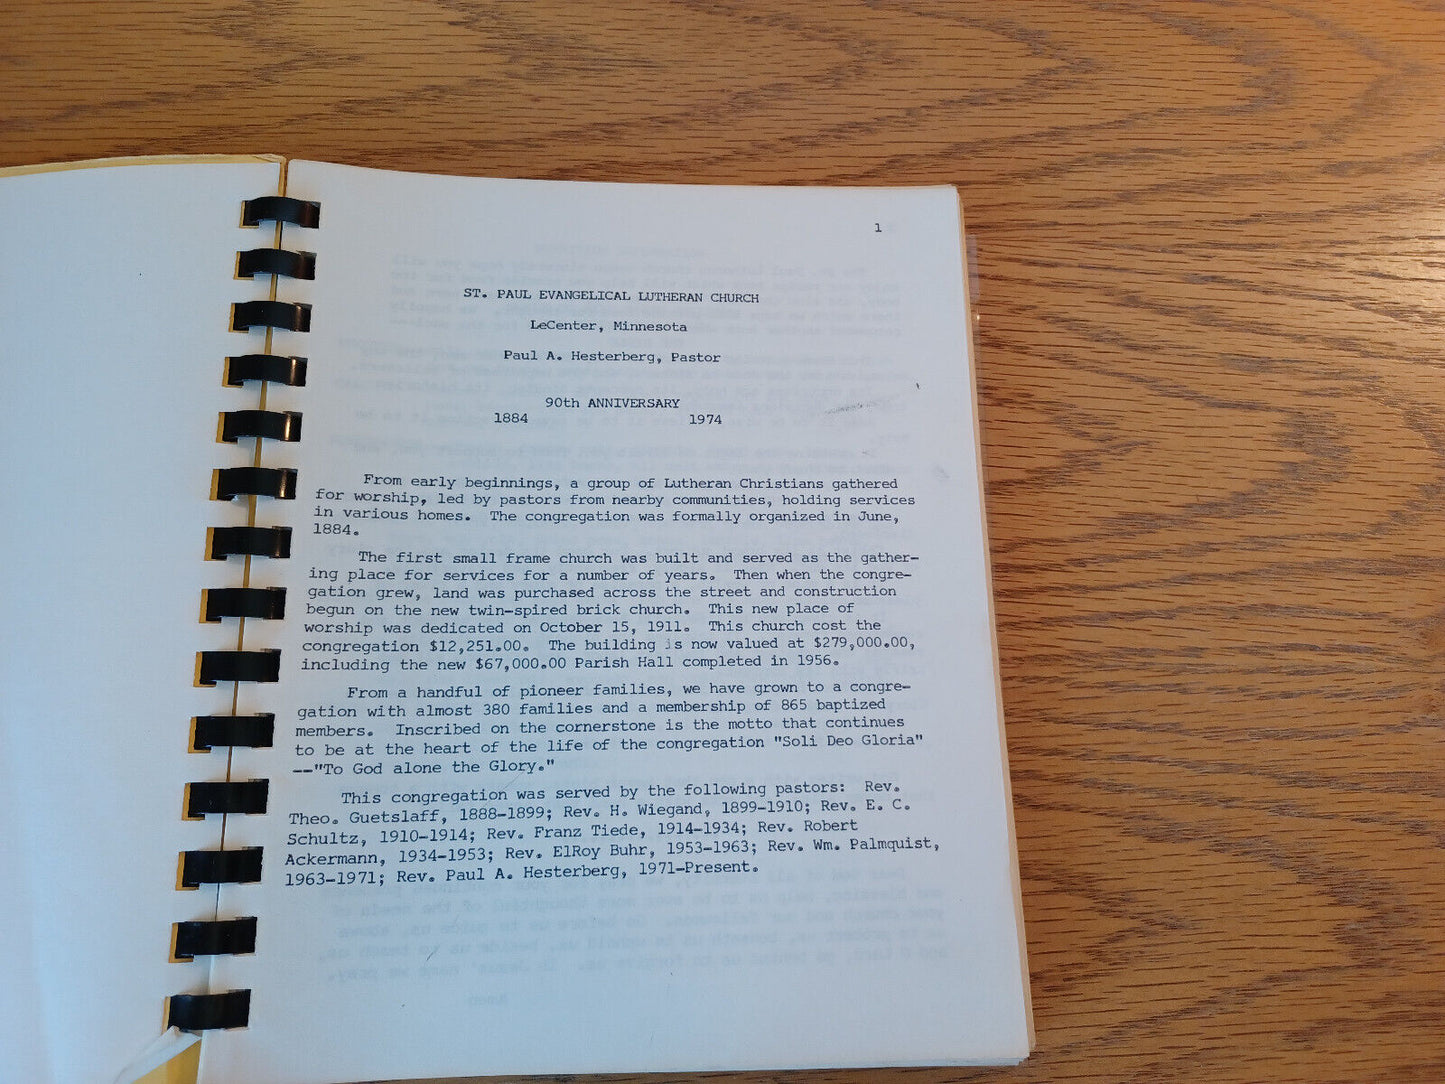 1
ST. PAUL EVANGELICAL LUTHERAN CHURCH
LeCenter, Minnesota
Paul A. Hesterberg, Pastor
90th ANNIVERSARY
1884 1974
From early beginnings, a group of Lutheran Christians gathered
for worship, led by pastors from nearby communities, holding services
in various homes. The congregation was formally organized in June,
1884.
The first small frame church was built and served as the gather-
ing place for services for a number of years. Then when the congre-
gation grew, land was purchased across the street and construction
begun on the new twin-spired brick church. This new place of
worship was dedicated on October 15, 1911. This church cost the
congregation $12,251.00. The building is now valued at $279,000.00,
including the new $67,000.00 Parish Hall completed in 1956.
From a handful of pioneer families, we have grown to a congre-
gation with almost 380 families and a membership of 865 baptized
members. Inscribed on the cornerstone is the motto that continues
to be at the heart of the life of the congregation "Soli Deo Gloria"
--"To God alone the Glory."
This congregation was served by the following pastors: Rev.
Theo. Guetslaff, 1888-1899; Rev. H. Wiegand, 1899-1910; Rev. E. C.
Schultz, 1910-1914; Rev. Franz Tiede, 1914-1934; Rev. Robert
Ackermann, 1934-1953; Rev. ElRoy Buhr, 1953-1963; Rev. Wm. Palmquist,
1963-1971; Rev. Paul A. Hesterberg, 1971-Present.